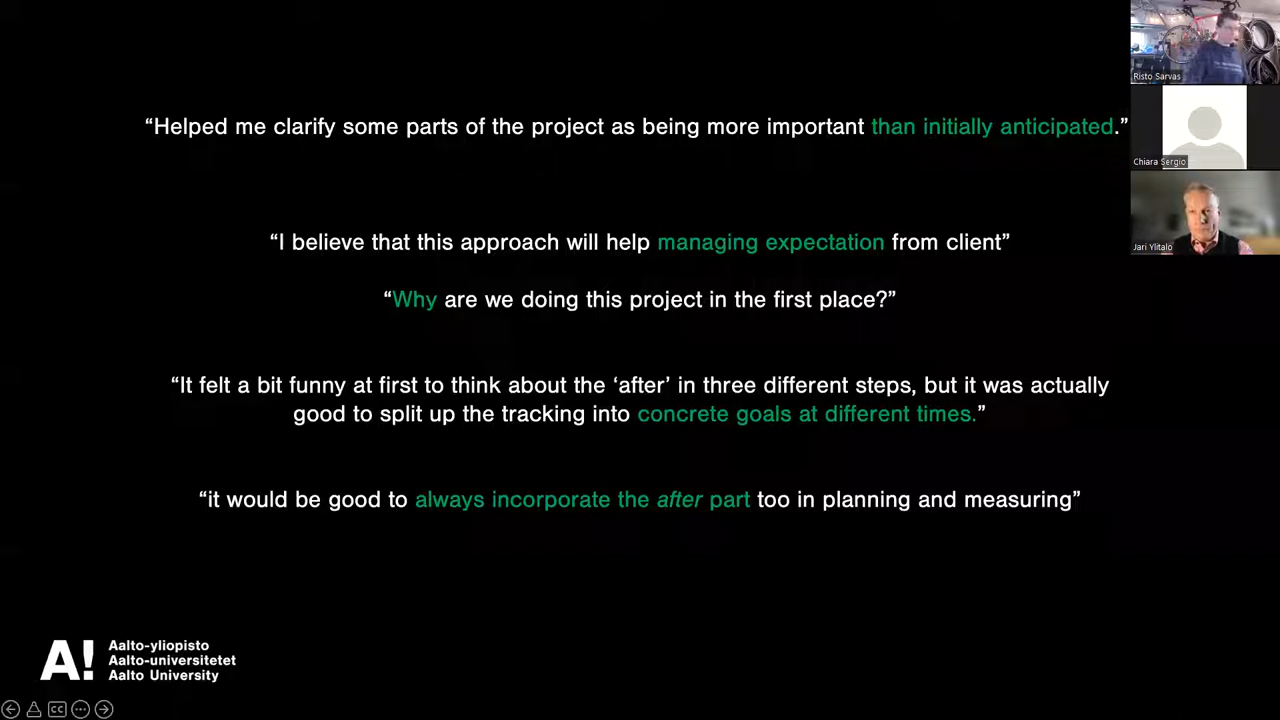 “Helped me clarify some parts of the project as being more important than initially anticipated.”
“I believe that this approach will help managing expectation from client”
“Why are we doing this project in the first place?”
“It felt a bit funny at first to think about the ‘after’ in three different steps, but it was actually
good to split up the tracking into concrete goals at different times.”
“it would be good to always incorporate the after part too in planning and measuring”
A!
Aalto-yliopisto
Aalto-universitetet
Aalto University
CC
Risto Sarvas
Chiara Sergio
Jari Ylitalo